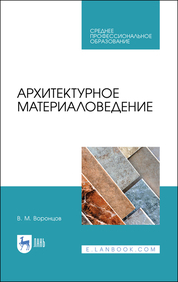 СРЕДНЕЕ
ПРОФЕССИОНАЛЬНОЕ
ОБРАЗОВАНИЕ
АРХИТЕКТУРНОЕ
МАТЕРИАЛОВЕДЕНИЕ
В. М. Воронцов
ЛАНЬ
E.LANBOOK.COM